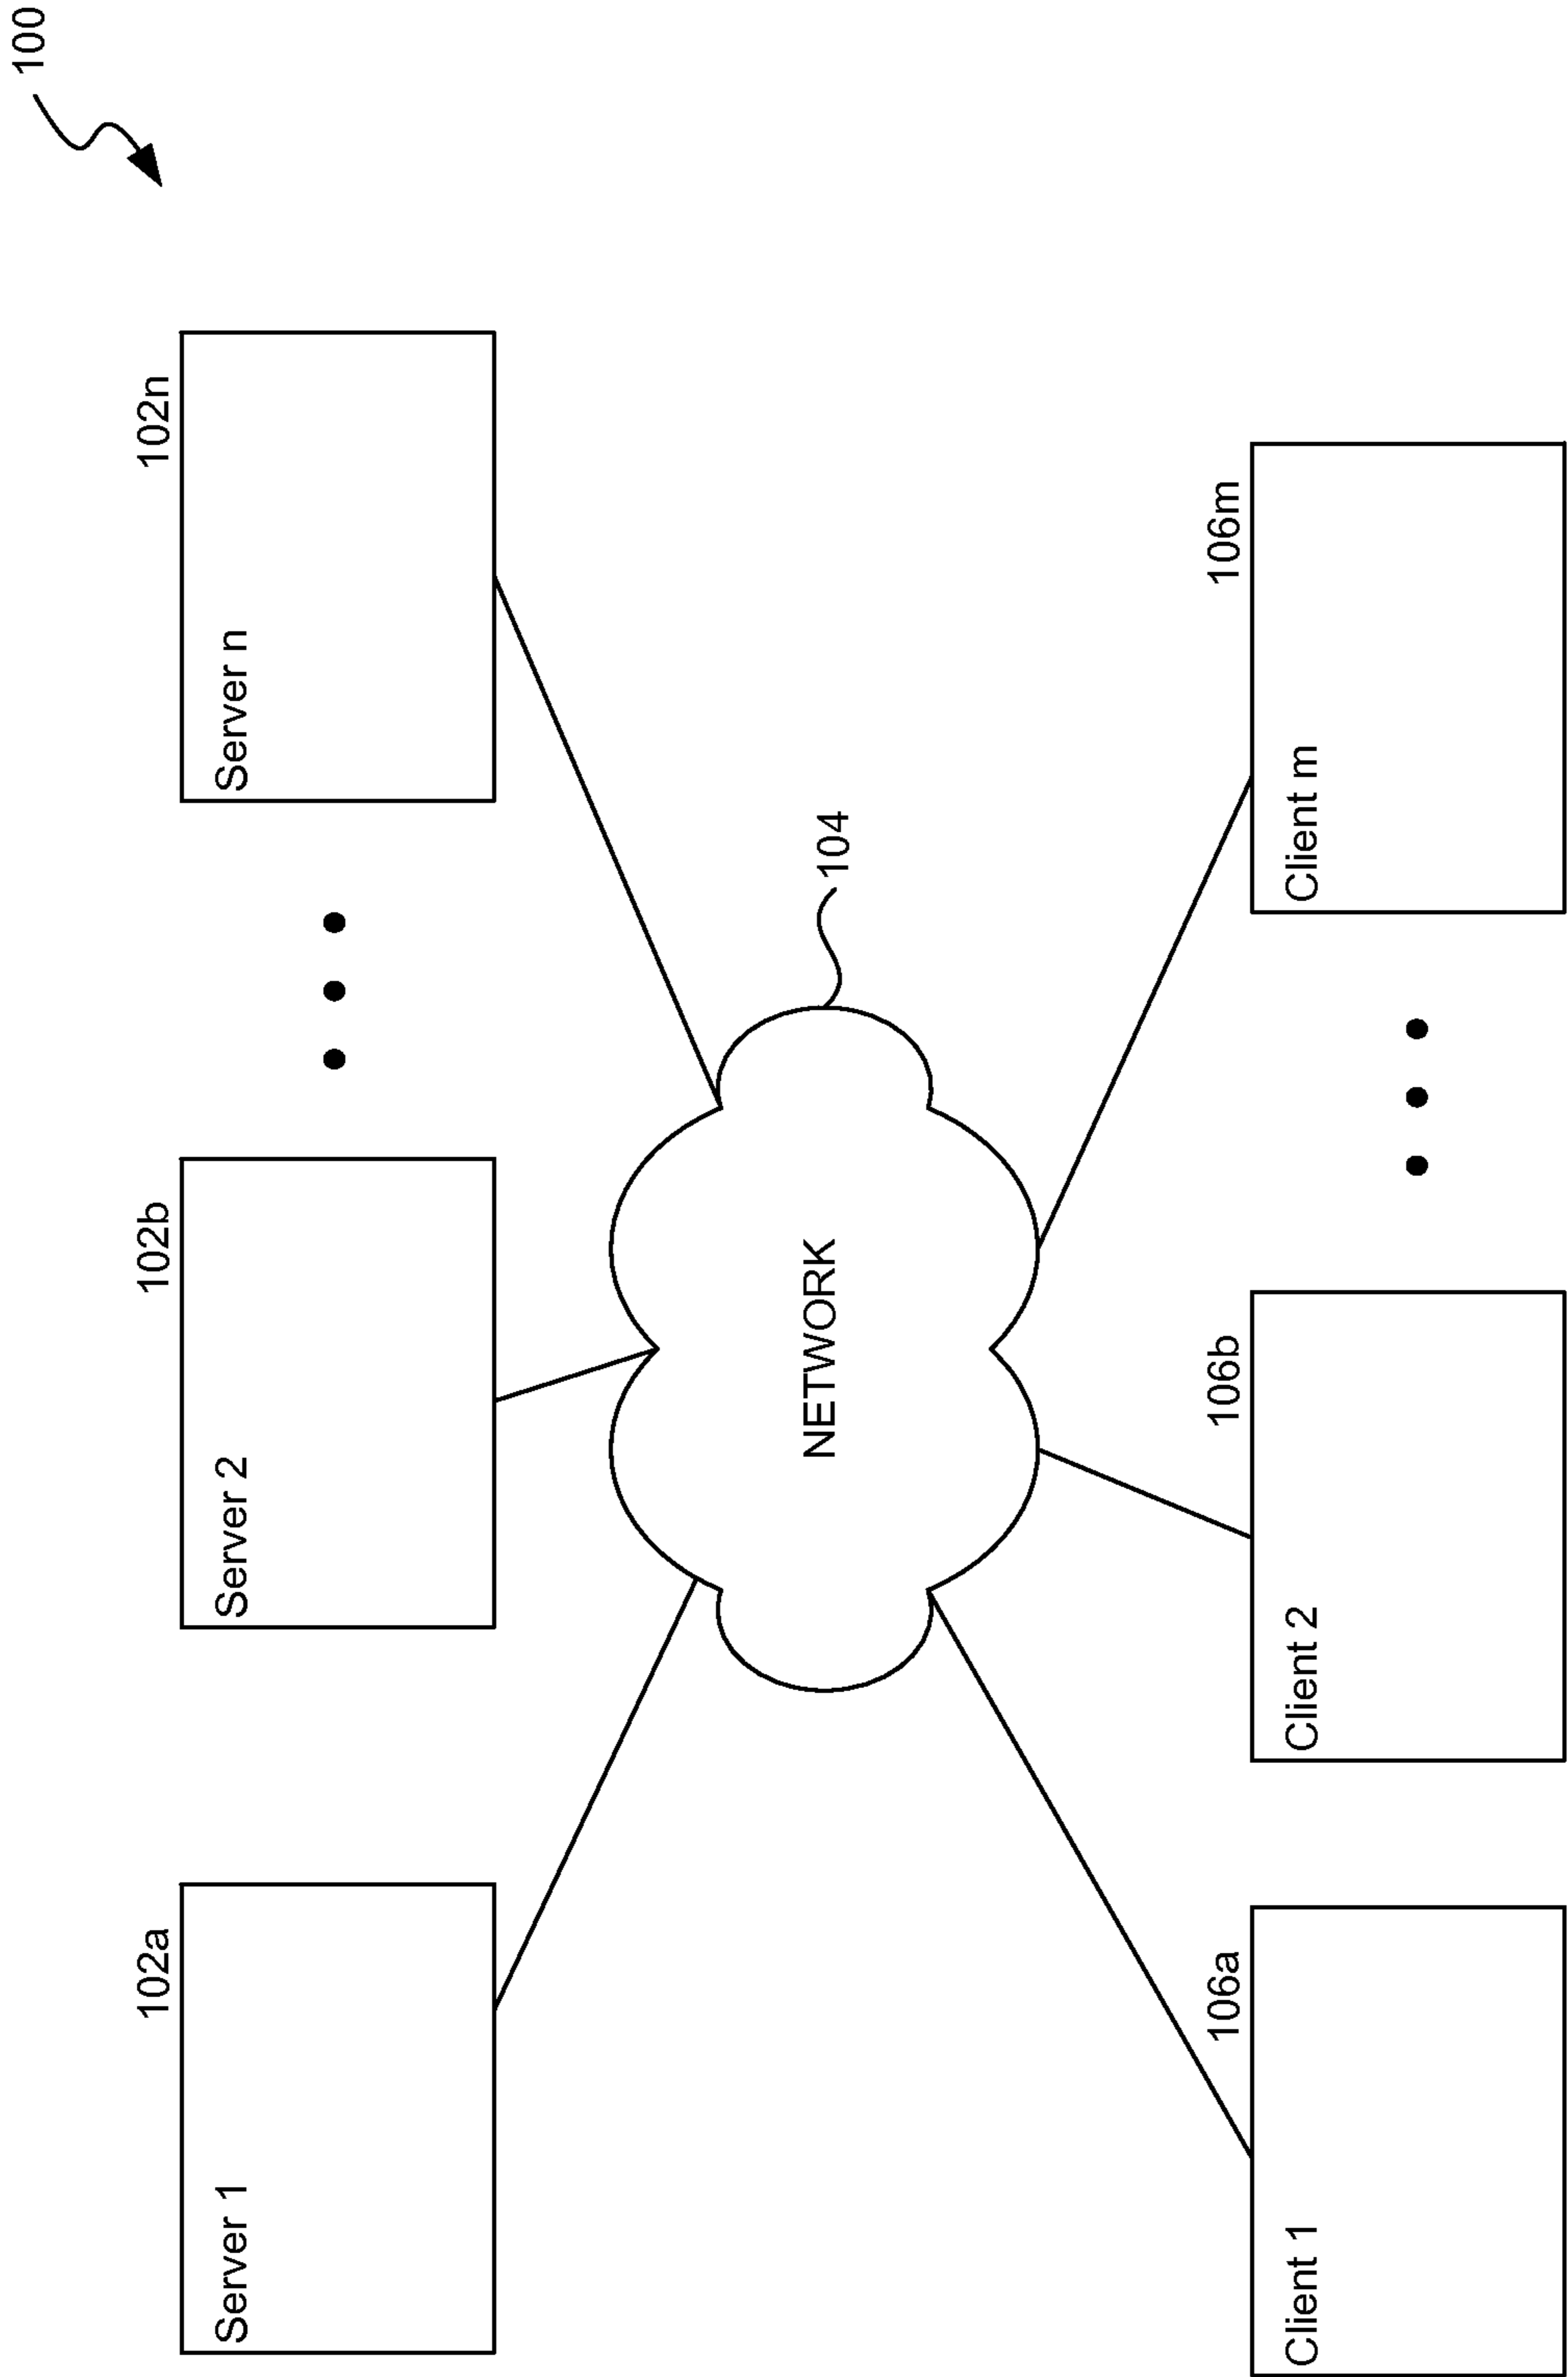 100
102a
Server 1
102b
Server 2
102n
Server n
NETWORK
104
106a
Client 1
106b
Client 2
106m
Client m